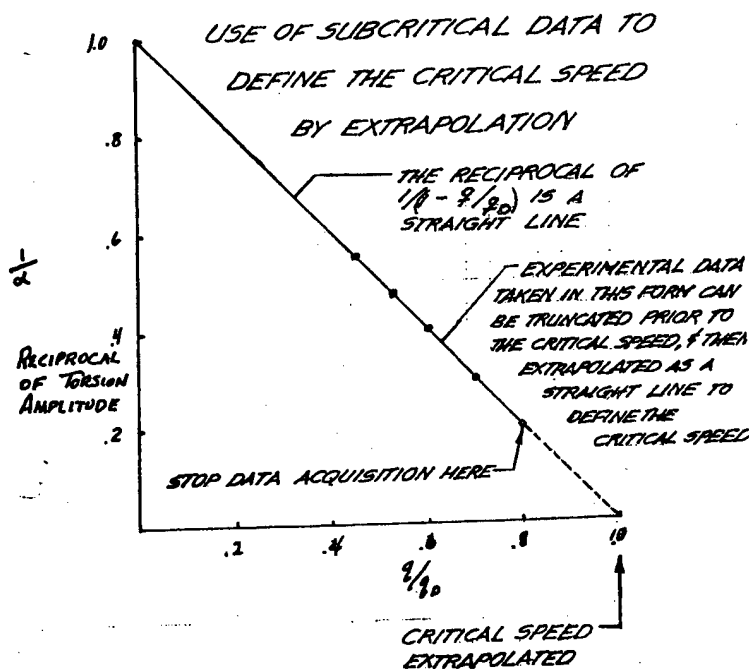 USE OF SUBCRITICAL DATA TO
DEFINE THE CRITICAL SPEED
BY EXTRAPOLATION
1.0
.8
.6
.4
.2
1/α
RECIPROCAL
OF TORSION
AMPLITUDE
THE RECIPROCAL OF
1/(1 - q/qD) IS A
STRAIGHT LINE
EXPERIMENTAL DATA
TAKEN IN THIS FORM CAN
BE TRUNCATED PRIOR TO
THE CRITICAL SPEED, & THEN
EXTRAPOLATED AS A
STRAIGHT LINE TO
DEFINE THE
CRITICAL SPEED
STOP DATA ACQUISITION HERE
.2 .4 .6 .8 1.0
q/qD
CRITICAL SPEED
EXTRAPOLATED